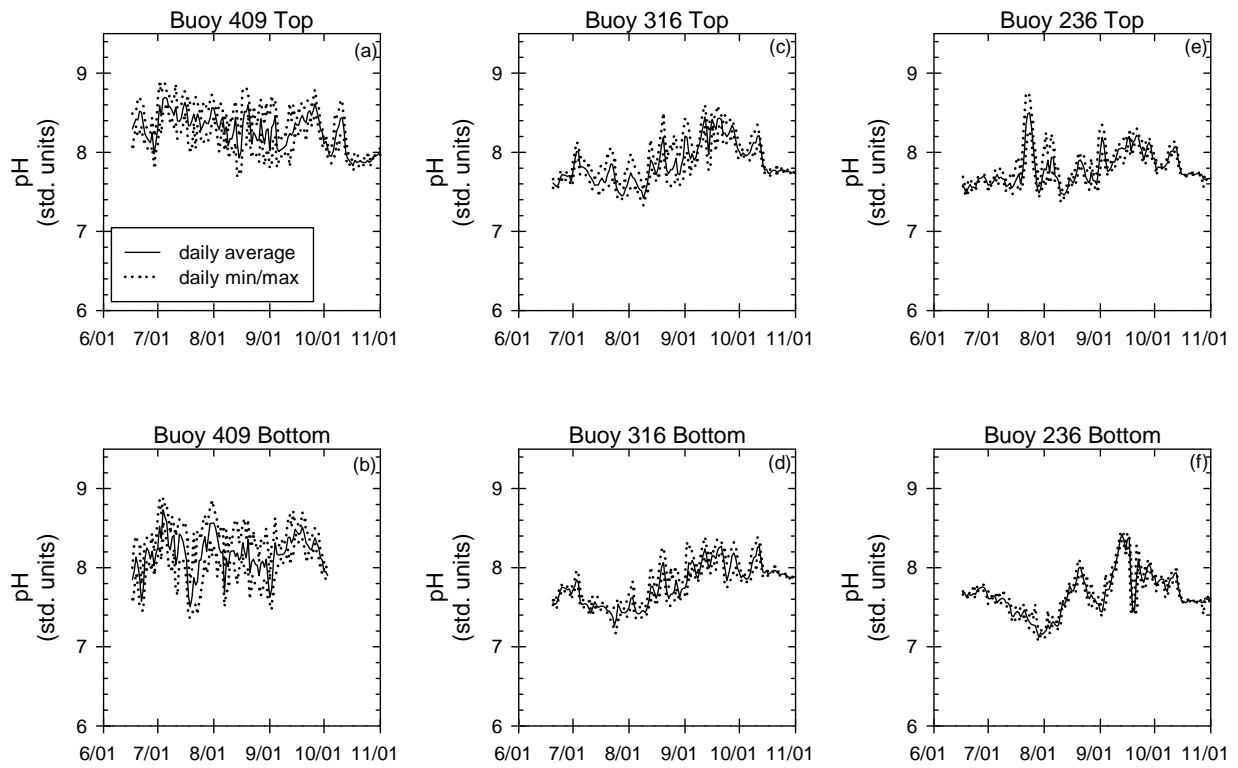 Buoy 409 Top
(a)
9
8
7
6
pH
(std. units)
daily average
daily min/max
6/01 7/01 8/01 9/01 10/01 11/01
Buoy 316 Top
(c)
9
8
7
6
pH
(std. units)
6/01 7/01 8/01 9/01 10/01 11/01
Buoy 236 Top
(e)
9
8
7
6
pH
(std. units)
6/01 7/01 8/01 9/01 10/01 11/01
Buoy 409 Bottom
(b)
9
8
7
6
pH
(std. units)
6/01 7/01 8/01 9/01 10/01 11/01
Buoy 316 Bottom
(d)
9
8
7
6
pH
(std. units)
6/01 7/01 8/01 9/01 10/01 11/01
Buoy 236 Bottom
(f)
9
8
7
6
pH
(std. units)
6/01 7/01 8/01 9/01 10/01 11/01